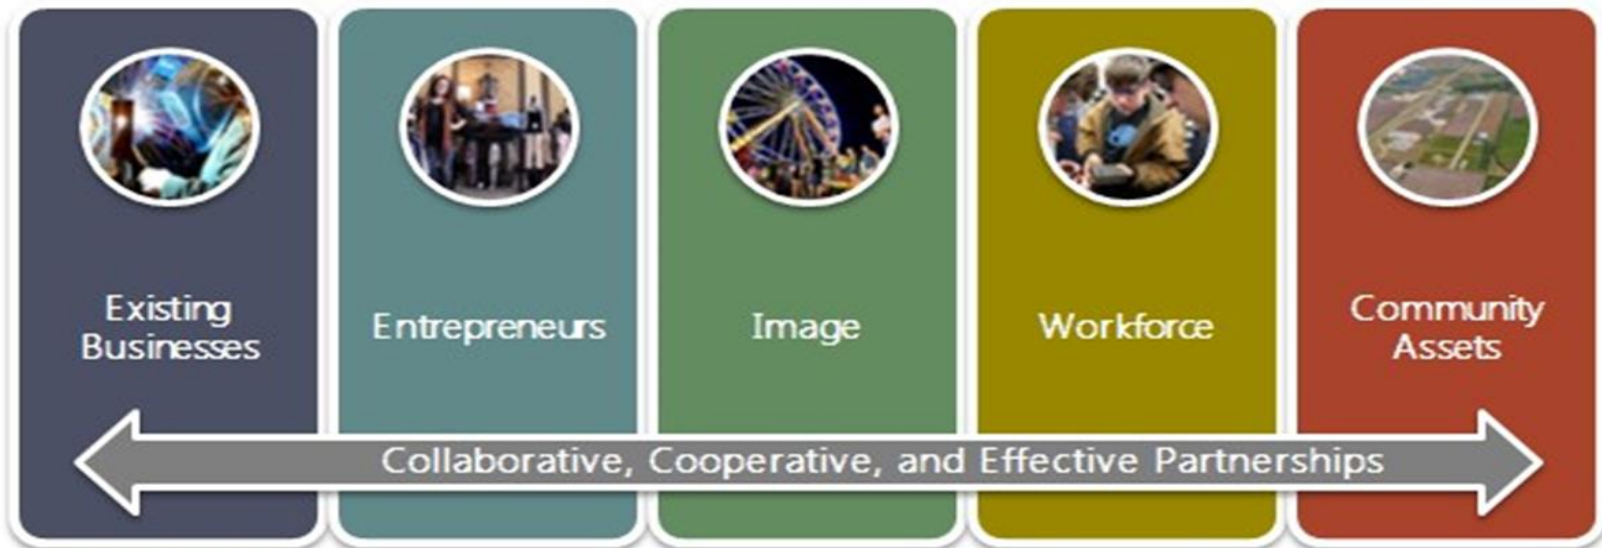 Existing
Businesses
Entrepreneurs
Image
Workforce
Community
Assets
Collaborative, Cooperative, and Effective Partnerships